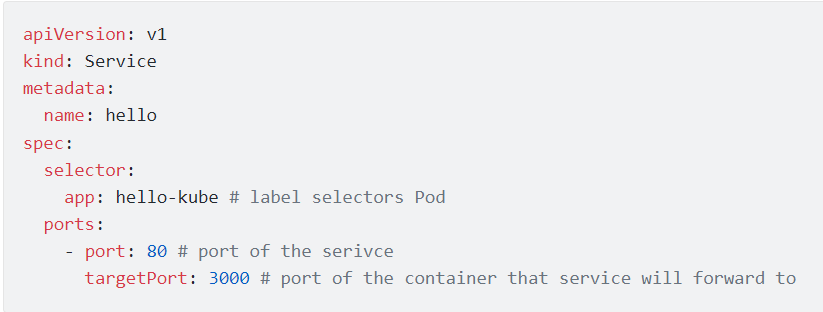 apiVersion: v1
kind: Service
metadata:
  name: hello
spec:
  selector:
    app: hello-kube # label selectors Pod
  ports:
    - port: 80 # port of the serivce
      targetPort: 3000 # port of the container that service will forward to